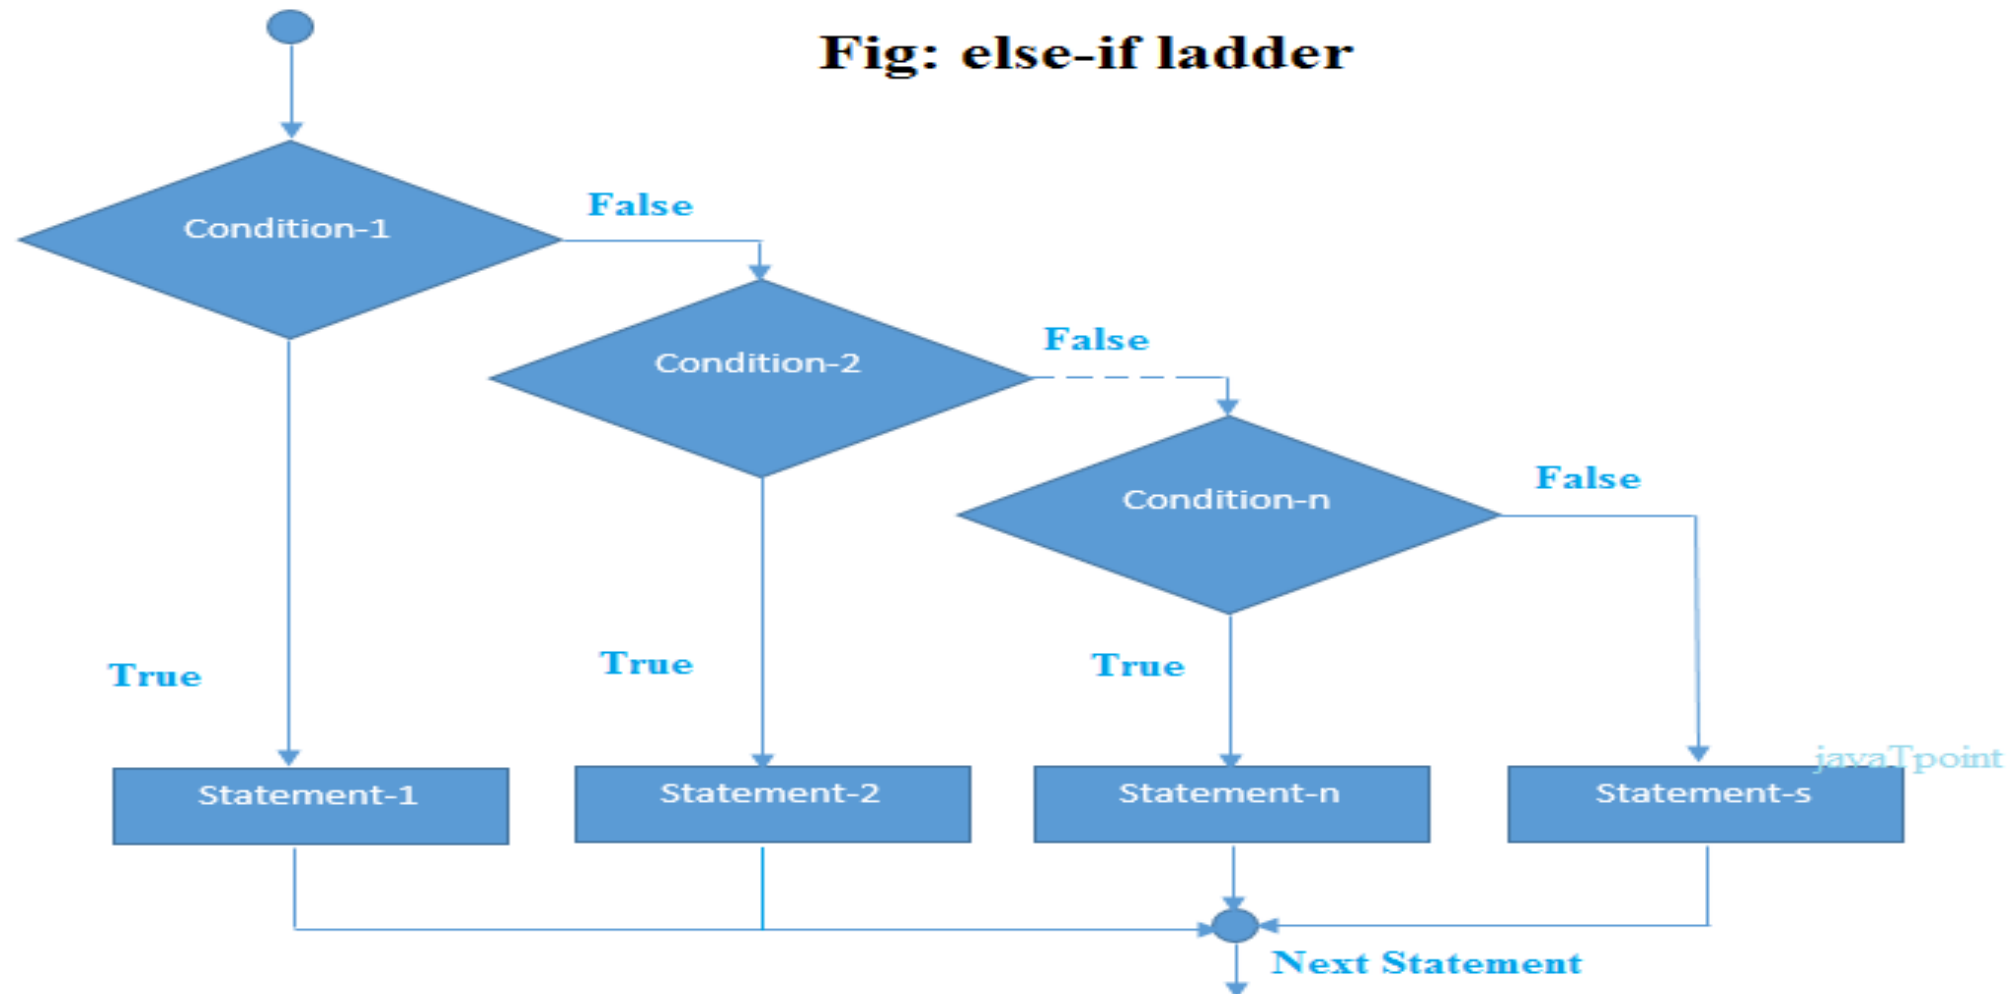 Fig: else-if ladder
Condition-1
False
Condition-2
False
Condition-n
False
True
True
True
Statement-1
Statement-2
Statement-n
Statement-s
javaTpoint
Next Statement